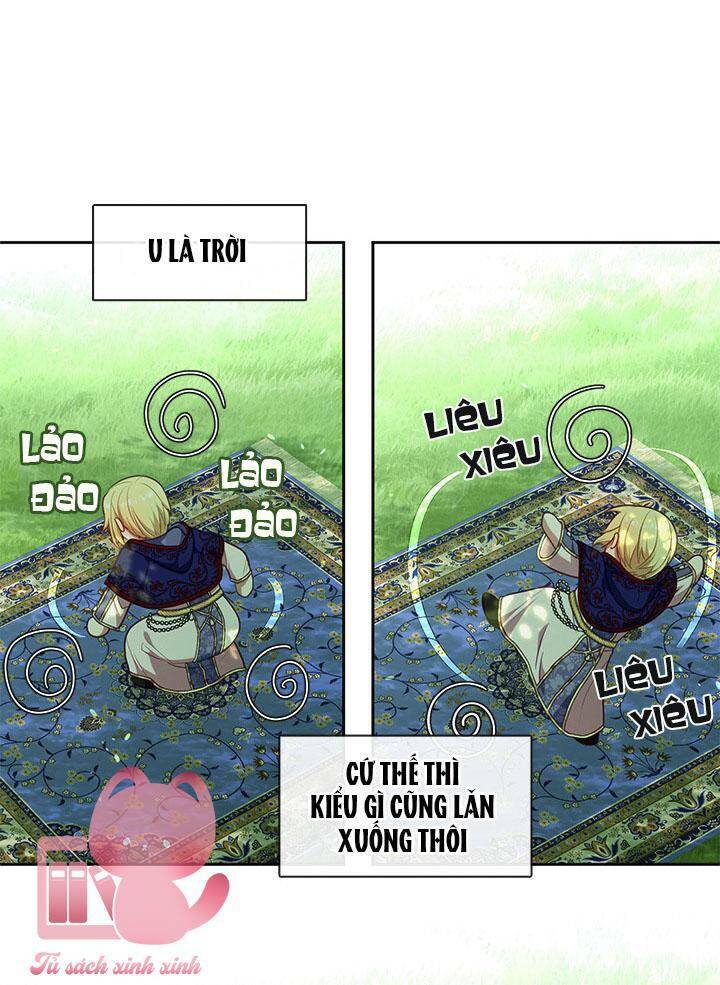 U LÀ TRỜI
LẢO
ĐẢO
LẢO
ĐẢO
LIÊU
XIÊU
LIÊU
XIÊU
CỨ THẾ THÌ
KIỂU GÌ CŨNG LĂN
XUỐNG THÔI
Tủ sách xinh xinh